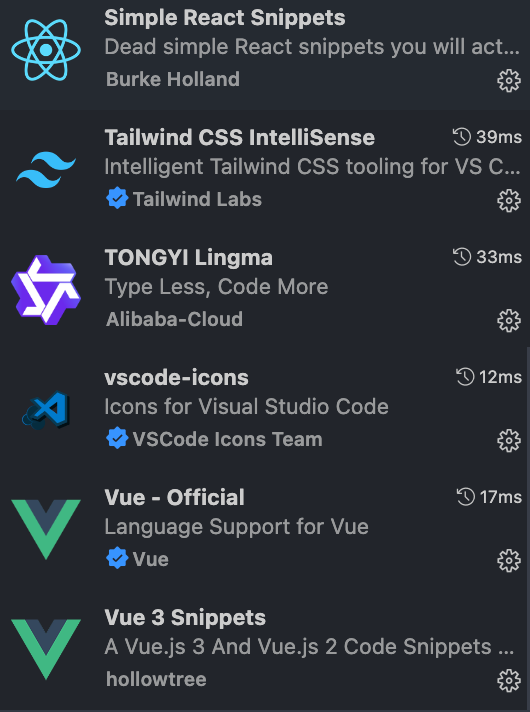 Simple React Snippets
Dead simple React snippets you will act...
Burke Holland
Tailwind CSS IntelliSense 39ms
Intelligent Tailwind CSS tooling for VS C...
Tailwind Labs
TONGYI Lingma 33ms
Type Less, Code More
Alibaba-Cloud
vscode-icons 12ms
Icons for Visual Studio Code
VSCode Icons Team
Vue - Official 17ms
Language Support for Vue
Vue
Vue 3 Snippets
A Vue.js 3 And Vue.js 2 Code Snippets ...
hollowtree